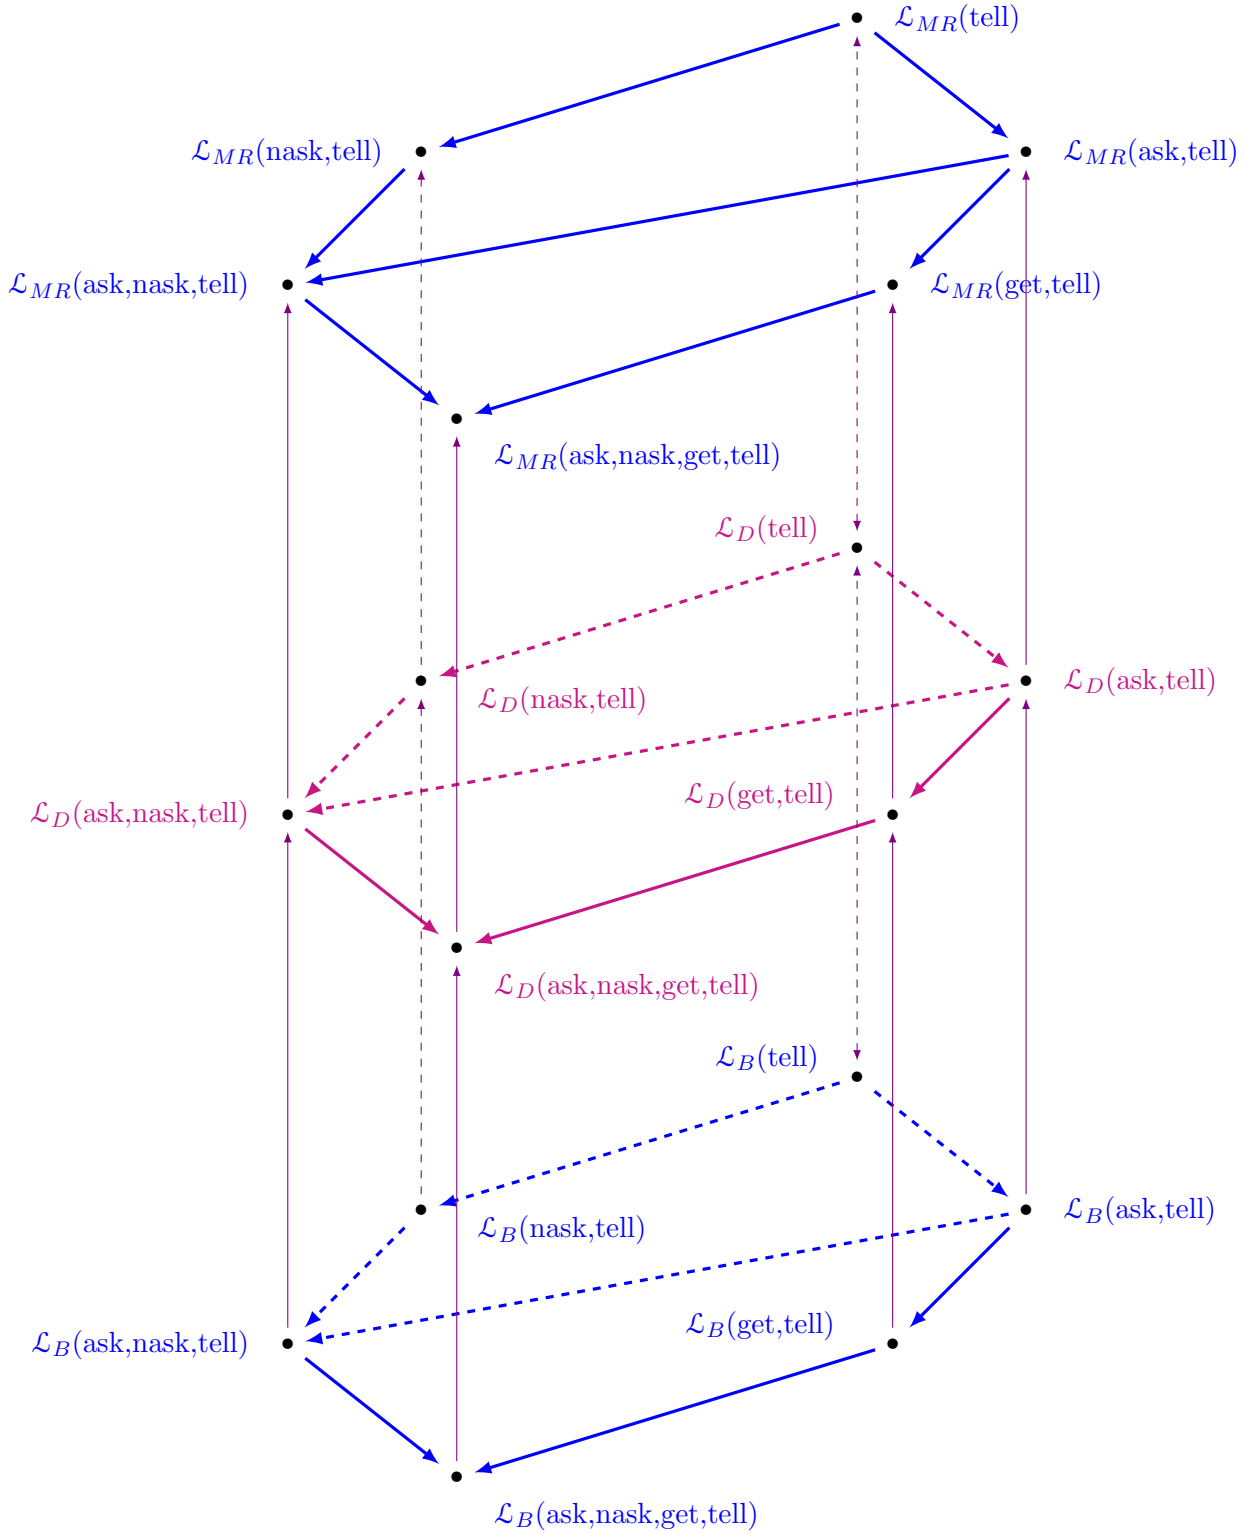 ℒ_MR(tell)
ℒ_MR(nask,tell)
ℒ_MR(ask,tell)
ℒ_MR(ask,nask,tell)
ℒ_MR(get,tell)
ℒ_MR(ask,nask,get,tell)
ℒ_D(tell)
ℒ_D(nask,tell)
ℒ_D(ask,tell)
ℒ_D(get,tell)
ℒ_D(ask,nask,tell)
ℒ_D(ask,nask,get,tell)
ℒ_B(tell)
ℒ_B(nask,tell)
ℒ_B(ask,tell)
ℒ_B(get,tell)
ℒ_B(ask,nask,tell)
ℒ_B(ask,nask,get,tell)